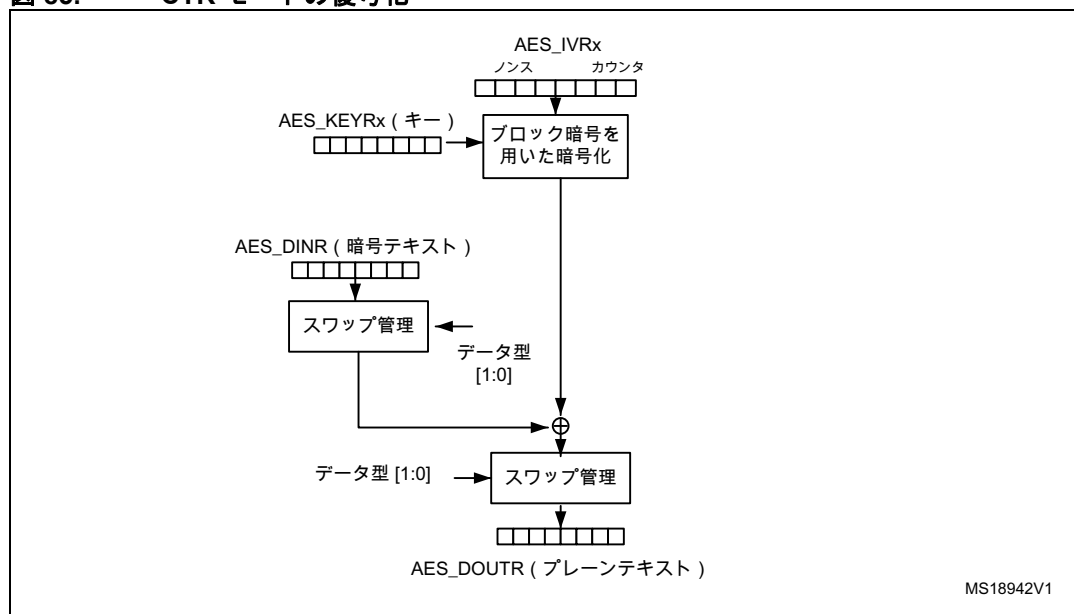 AES_IVRx
ノンス カウンタ
AES_KEYRx ( キー )
ブロック暗号を
用いた暗号化
AES_DINR ( 暗号テキスト )
スワップ管理
データ型
[1:0]
データ型 [1:0]
スワップ管理
AES_DOUTR ( プレーンテキスト )
MS18942V1